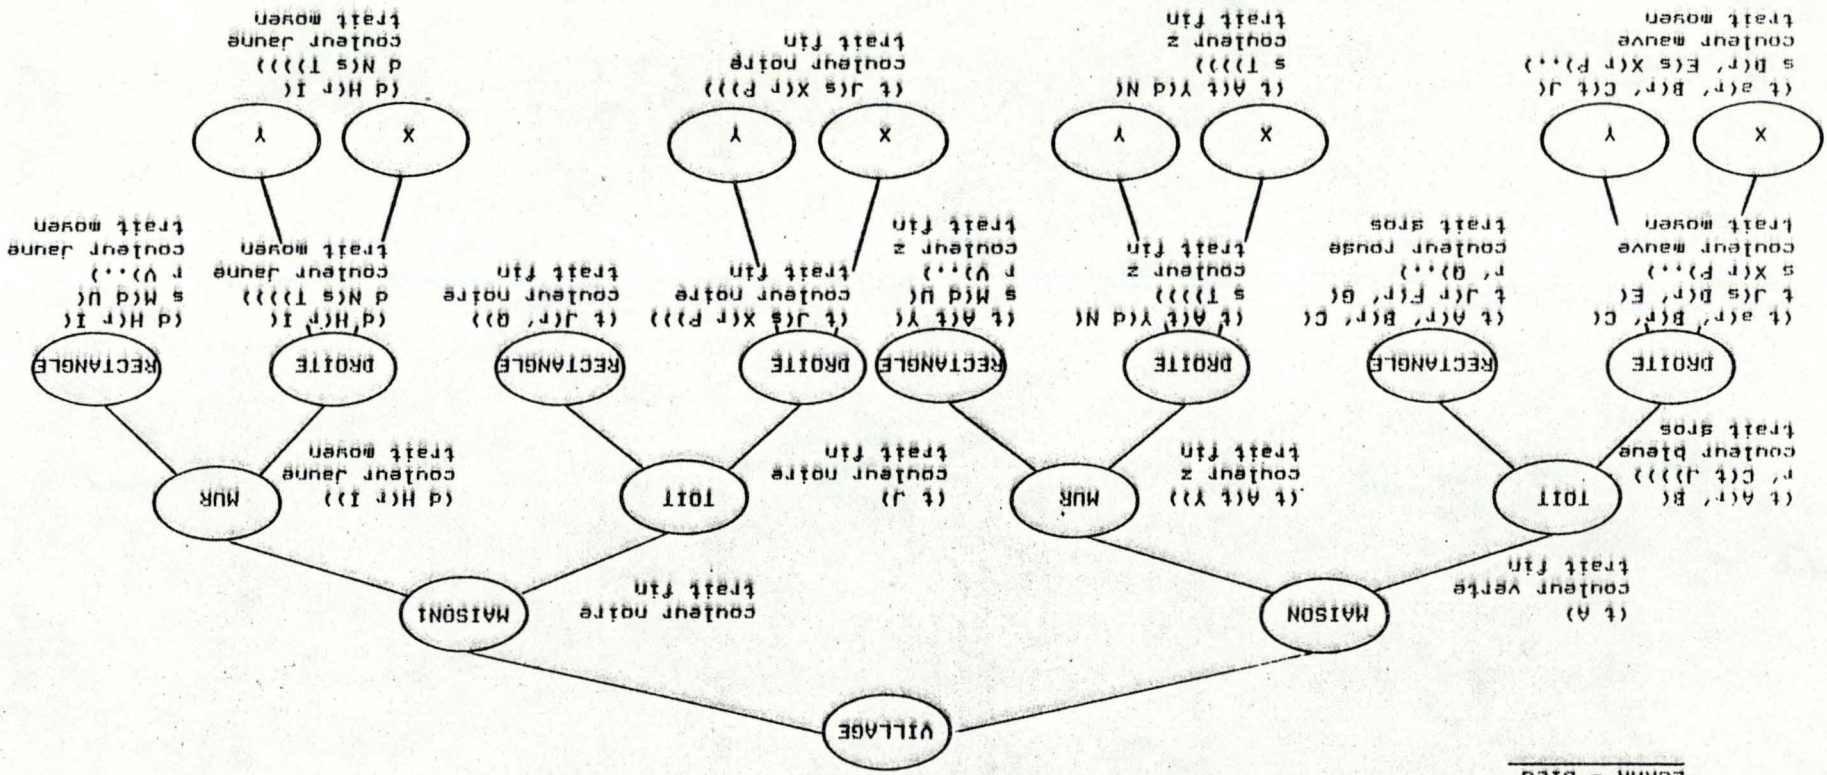 VILLAGE
MAISON
(t A)
couleur verte
trait fin
MAISON1
couleur noire
trait fin
TOIT
(t A(r, B(
r' C(t J))))
couleur bleue
trait gros
MUR
(t A(t Y))
couleur z
trait fin
TOIT
(t J)
couleur noire
trait fin
MUR
(d H(r I))
couleur jaune
trait moyen
DROITE
(t a(r, B(r, C(
t J(s D(r, E(
s X(r P)..)
couleur mauve
trait moyen
RECTANGLE
(t A(r, B(r, C(
t J(r F(r, G(
r, Q)..)
couleur rouge
trait gros
DROITE
(t A(t Y(d N(
s T))))
couleur z
trait fin
RECTANGLE
(t A(t Y(
s M(d U(
r V)..)
couleur z
trait fin
DROITE
(t J(s X(r P)))
couleur noire
trait fin
RECTANGLE
(t J(r, Q))
couleur noire
trait fin
DROITE
(d H(r I(
d N(s T))))
couleur jaune
trait moyen
RECTANGLE
(d H(r I(
s M(d U(
r V)..)
couleur jaune
trait moyen
X
Y
(t a(r, B(r, C(t J(
s D(r, E(s X(r P)..)
couleur mauve
trait moyen
X
Y
(t A(t Y(d N(
s T))))
couleur z
trait fin
X
Y
(t J(s X(r P)))
couleur noire
trait fin
X
Y
(d H(r I(
d N(s T))))
couleur jaune
trait moyen